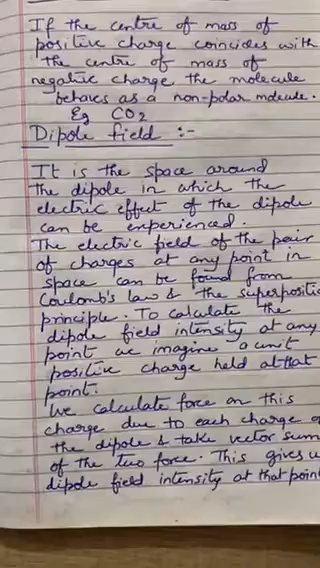 If the centre of mass of
positive charge coincides with
the centre of mass of
negative charge the molecule
behaves as a non-polar molecule.
Eg CO2
Dipole field :-
It is the space around
the dipole in which the
electric effect of the dipole
can be experienced.
The electric field of the pair
of charges at any point in
space can be found from
Coulomb's law & the superpositio
principle. To calculate the
dipole field intensity at any
point we imagine a unit
positive charge held at that
point.
We calculate force on this
charge due to each charge o
the dipole & take vector sum
of the two force. This gives u
dipole field intensity at that point